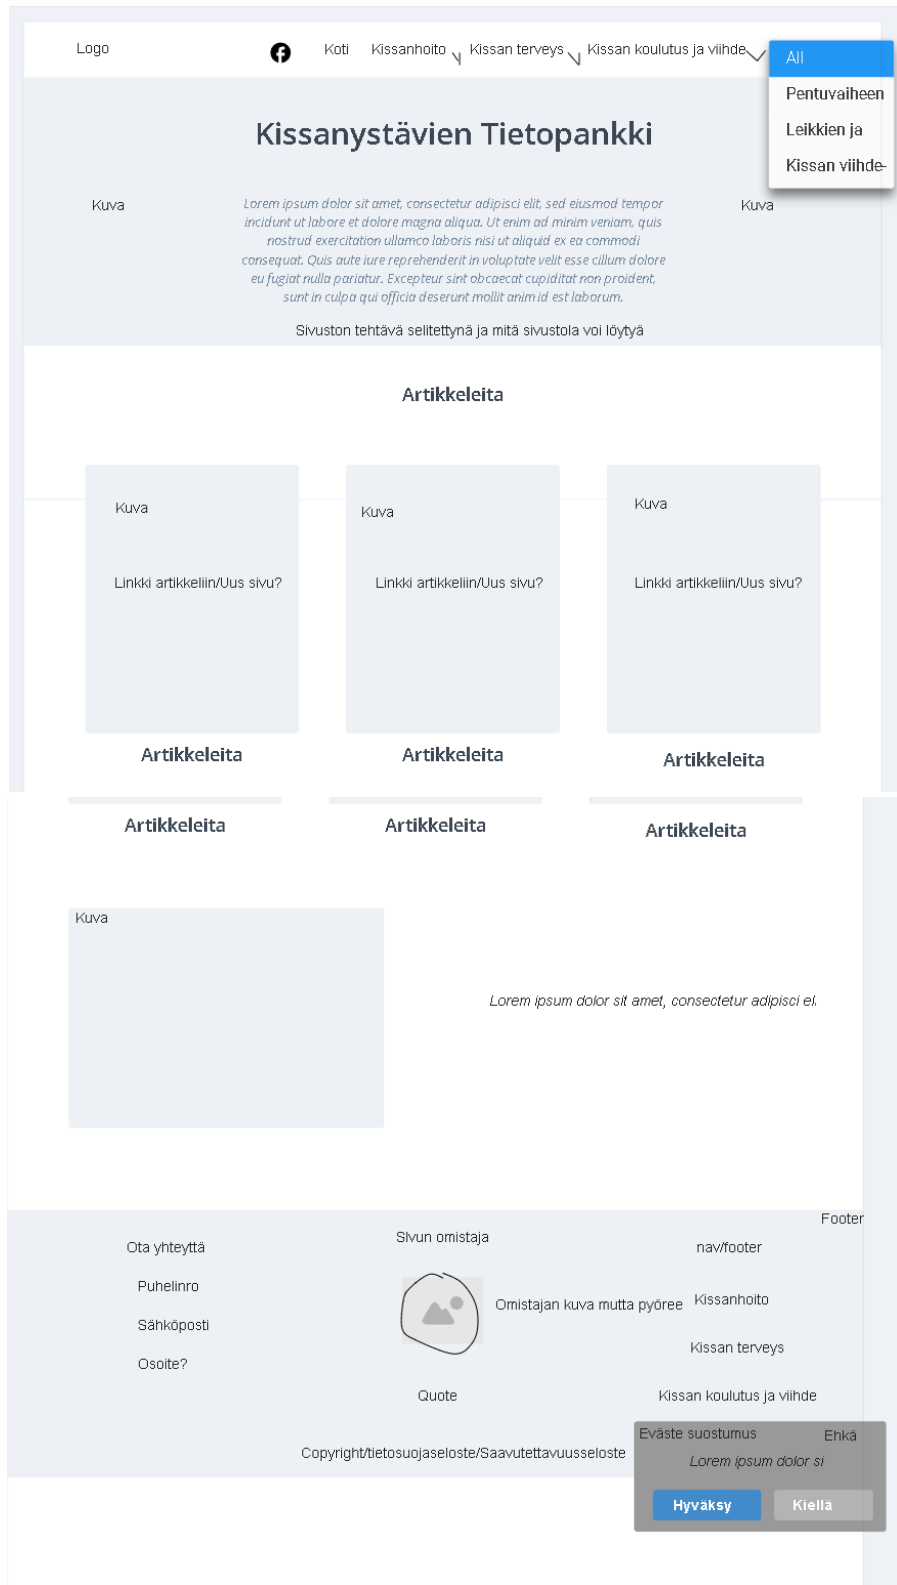 Logo
Koti
Kissanhoito
Kissan terveys
Kissan koulutus ja viihde
All
Pentuvaiheen
Leikkien ja
Kissan viihde-
Kissanystävien Tietopankki
Kuva
Lorem ipsum dolor sit amet, consectetur adipisci elit, sed eiusmod tempor
incidunt ut labore et dolore magna aliqua. Ut enim ad minim veniam, quis
nostrud exercitation ullamco laboris nisi ut aliquid ex ea commodi
consequat. Quis aute iure reprehenderit in voluptate velit esse cillum dolore
eu fugiat nulla pariatur. Excepteur sint obcaecat cupiditat non proident,
sunt in culpa qui officia deserunt mollit anim id est laborum.
Kuva
Sivuston tehtävä selitettynä ja mitä sivustola voi löytyä
Artikkeleita
Kuva
Linkki artikkeliin/Uus sivu?
Kuva
Linkki artikkeliin/Uus sivu?
Kuva
Linkki artikkeliin/Uus sivu?
Artikkeleita
Artikkeleita
Artikkeleita
Artikkeleita
Artikkeleita
Artikkeleita
Kuva
Lorem ipsum dolor sit amet, consectetur adipisci el
Footer
Ota yhteyttä
Puhelinro
Sähköposti
Osoite?
SIvun omistaja
Omistajan kuva mutta pyöree
Quote
nav/footer
Kissanhoito
Kissan terveys
Kissan koulutus ja viihde
Copyright/tietosuojaseloste/Saavutettavuusseloste
Eväste suostumus
Ehkä
Lorem ipsum dolor si
Hyväksy
Kiellä